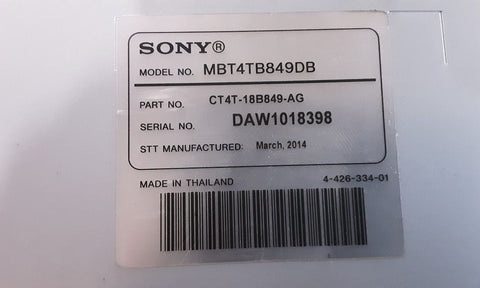 SONY®
MODEL NO. MBT4TB849DB
PART NO. CT4T-18B849-AG
SERIAL NO. DAW1018398
STT MANUFACTURED: March, 2014
MADE IN THAILAND 4-426-334-01